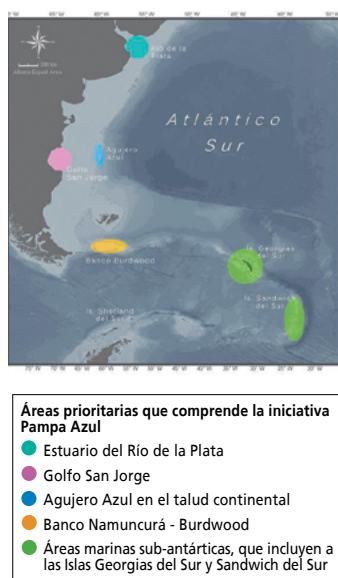 Río de la
Plata
Atlántico
Sur
Agujero
Azul
Golfo
San Jorge
Banco Burdwood
Is. Georgias
del Sur
Is. Sandwich
del Sur
Is. Shetland
del Sur
Áreas prioritarias que comprende la iniciativa
Pampa Azul
Estuario del Río de la Plata
Golfo San Jorge
Agujero Azul en el talud continental
Banco Namuncurá - Burdwood
Áreas marinas sub-antárticas, que incluyen a
las Islas Georgias del Sur y Sandwich del Sur